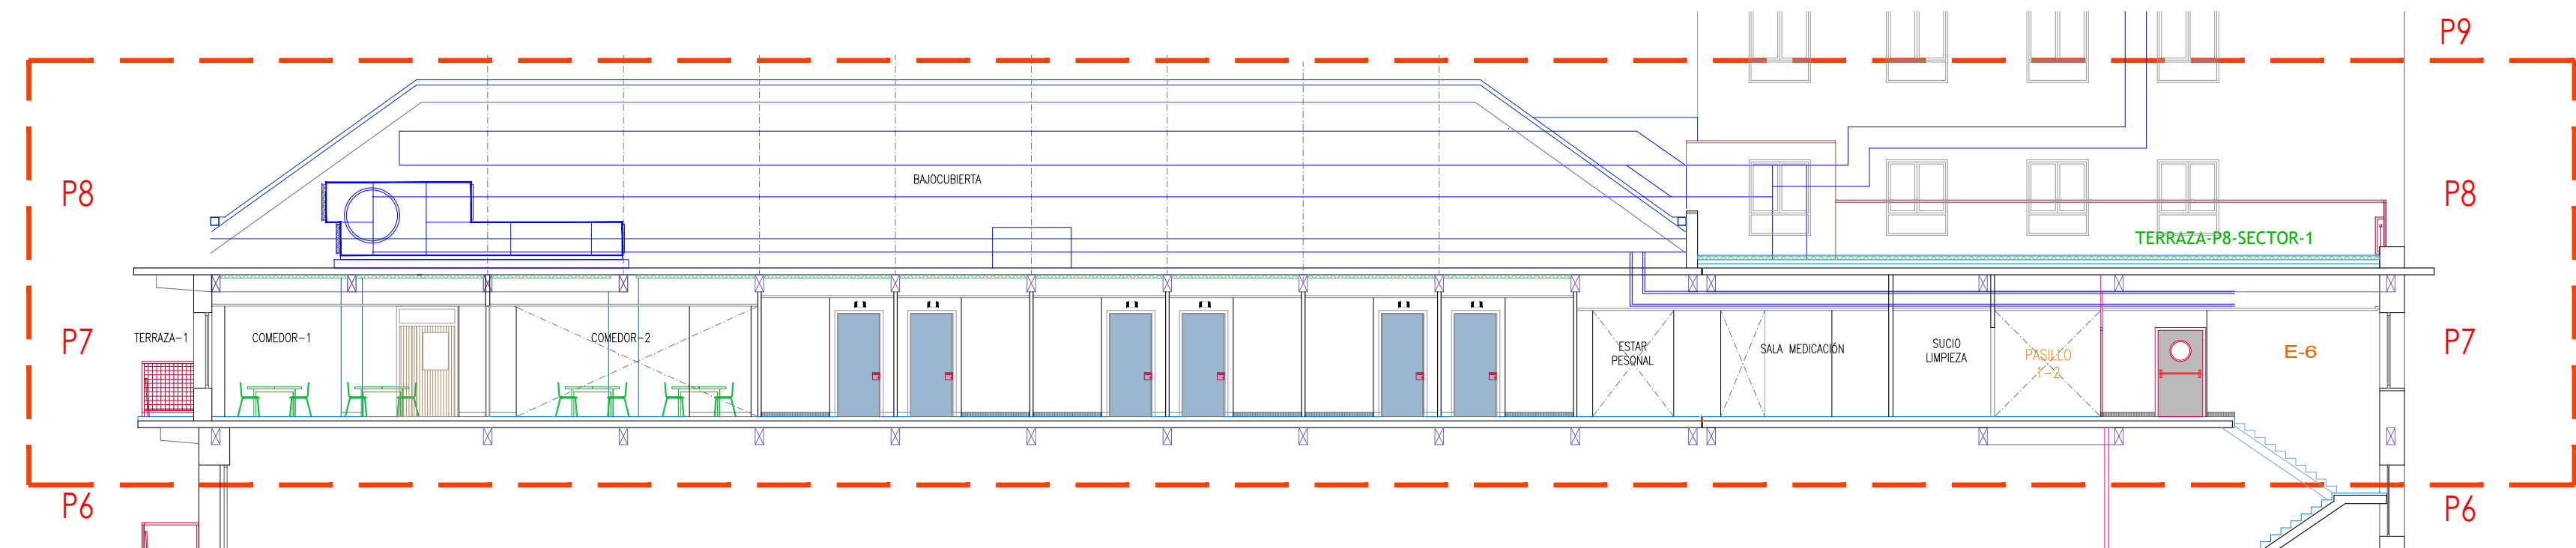 P9
P8
BAJOCUBIERTA
P8
TERRAZA-P8-SECTOR-1
P7
TERRAZA-1
COMEDOR-1
COMEDOR-2
ESTAR
PESONAL
SALA MEDICACIÓN
SUCIO
LIMPIEZA
PASILLO
1-2
E-6
P7
P6
P6